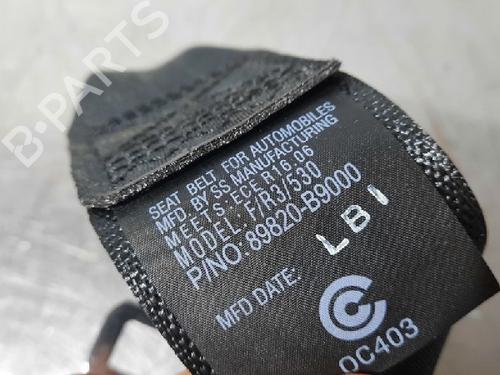 B-PARTS
SEAT BELT FOR AUTOMOBILES
MFD BY:SS MANUFACTURING
MEETS:ECE R16.06
MODEL: F/R3/530
P/NO: 89820-B9000
LBI
MFD DATE:
OC403